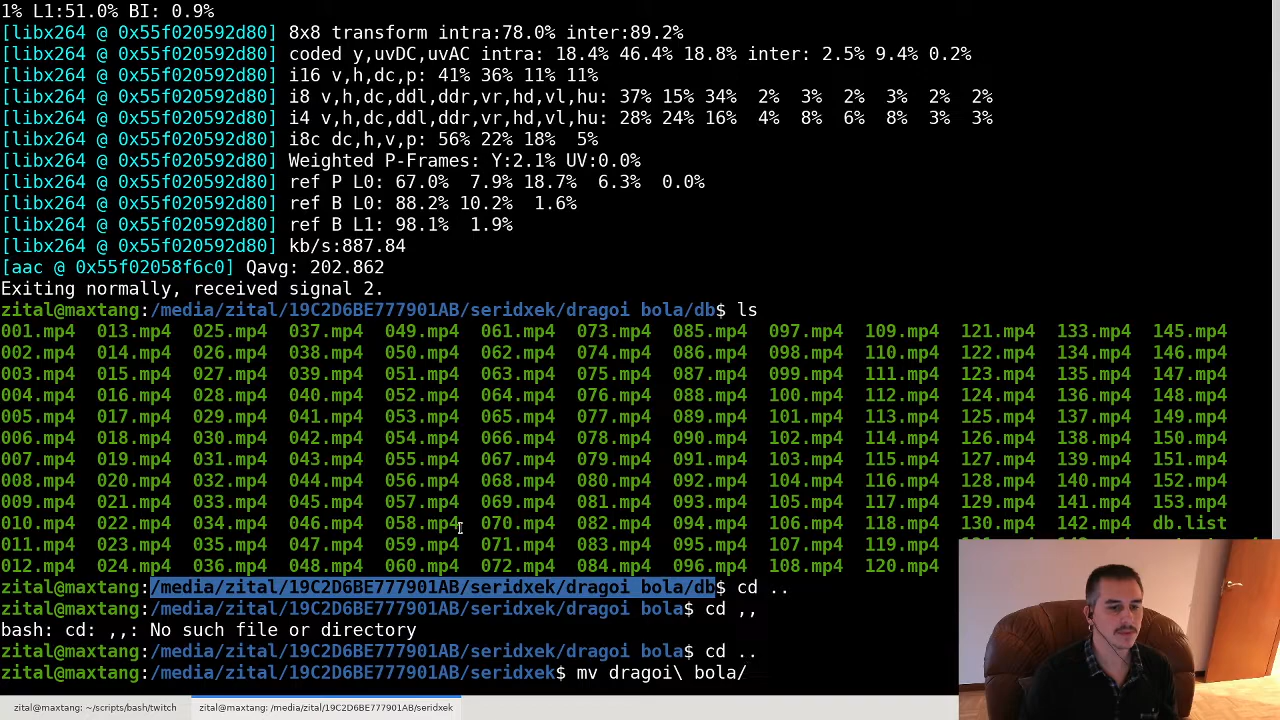 1% L1:51.0% BI: 0.9%
[libx264 @ 0x55f020592d80] 8x8 transform intra:78.0% inter:89.2%
[libx264 @ 0x55f020592d80] coded y,uvDC,uvAC intra: 18.4% 46.4% 18.8% inter: 2.5% 9.4% 0.2%
[libx264 @ 0x55f020592d80] i16 v,h,dc,p: 41% 36% 11% 11%
[libx264 @ 0x55f020592d80] i8 v,h,dc,ddl,ddr,vr,hd,vl,hu: 37% 15% 34%  2%  3%  2%  3%  2%  2%
[libx264 @ 0x55f020592d80] i4 v,h,dc,ddl,ddr,vr,hd,vl,hu: 28% 24% 16%  4%  8%  6%  8%  3%  3%
[libx264 @ 0x55f020592d80] i8c dc,h,v,p: 56% 22% 18%  5%
[libx264 @ 0x55f020592d80] Weighted P-Frames: Y:2.1% UV:0.0%
[libx264 @ 0x55f020592d80] ref P L0: 67.0%  7.9% 18.7%  6.3%  0.0%
[libx264 @ 0x55f020592d80] ref B L0: 88.2% 10.2%  1.6%
[libx264 @ 0x55f020592d80] ref B L1: 98.1%  1.9%
[libx264 @ 0x55f020592d80] kb/s:887.84
[aac @ 0x55f02058f6c0] Qavg: 202.862
Exiting normally, received signal 2.
zital@maxtang:/media/zital/19C2D6BE777901AB/seridxek/dragoi bola/db$ ls
001.mp4  013.mp4  025.mp4  037.mp4  049.mp4  061.mp4  073.mp4  085.mp4  097.mp4  109.mp4  121.mp4  133.mp4  145.mp4
002.mp4  014.mp4  026.mp4  038.mp4  050.mp4  062.mp4  074.mp4  086.mp4  098.mp4  110.mp4  122.mp4  134.mp4  146.mp4
003.mp4  015.mp4  027.mp4  039.mp4  051.mp4  063.mp4  075.mp4  087.mp4  099.mp4  111.mp4  123.mp4  135.mp4  147.mp4
004.mp4  016.mp4  028.mp4  040.mp4  052.mp4  064.mp4  076.mp4  088.mp4  100.mp4  112.mp4  124.mp4  136.mp4  148.mp4
005.mp4  017.mp4  029.mp4  041.mp4  053.mp4  065.mp4  077.mp4  089.mp4  101.mp4  113.mp4  125.mp4  137.mp4  149.mp4
006.mp4  018.mp4  030.mp4  042.mp4  054.mp4  066.mp4  078.mp4  090.mp4  102.mp4  114.mp4  126.mp4  138.mp4  150.mp4
007.mp4  019.mp4  031.mp4  043.mp4  055.mp4  067.mp4  079.mp4  091.mp4  103.mp4  115.mp4  127.mp4  139.mp4  151.mp4
008.mp4  020.mp4  032.mp4  044.mp4  056.mp4  068.mp4  080.mp4  092.mp4  104.mp4  116.mp4  128.mp4  140.mp4  152.mp4
009.mp4  021.mp4  033.mp4  045.mp4  057.mp4  069.mp4  081.mp4  093.mp4  105.mp4  117.mp4  129.mp4  141.mp4  153.mp4
010.mp4  022.mp4  034.mp4  046.mp4  058.mp4  070.mp4  082.mp4  094.mp4  106.mp4  118.mp4  130.mp4  142.mp4  db.list
011.mp4  023.mp4  035.mp4  047.mp4  059.mp4  071.mp4  083.mp4  095.mp4  107.mp4  119.mp4
012.mp4  024.mp4  036.mp4  048.mp4  060.mp4  072.mp4  084.mp4  096.mp4  108.mp4  120.mp4
zital@maxtang:/media/zital/19C2D6BE777901AB/seridxek/dragoi bola/db$ cd ..
zital@maxtang:/media/zital/19C2D6BE777901AB/seridxek/dragoi bola$ cd ,,
bash: cd: ,,: No such file or directory
zital@maxtang:/media/zital/19C2D6BE777901AB/seridxek/dragoi bola$ cd ..
zital@maxtang:/media/zital/19C2D6BE777901AB/seridxek$ mv dragoi\ bola/
zital@maxtang: ~/scripts/bash/twitch
zital@maxtang: /media/zital/19C2D6BE777901AB/seridxek